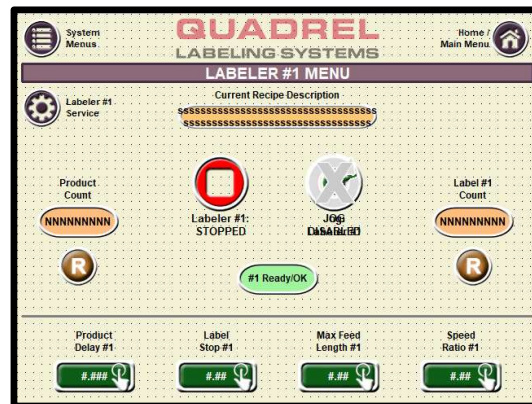 System
Menus
QUADREL
LABELING SYSTEMS
Home /
Main Menu
LABELER #1 MENU
Labeler #1
Service
Current Recipe Description
ssssssssssssssssssssssssssssssssss
ssssssssssssssssssssssssssssssss
Product
Count
NNNNNNNNN
R
Labeler #1:
STOPPED
JOG
#1 Ready/OK
Label #1
Count
NNNNNNNNN
R
Product
Delay #1
#.###
Label
Stop #1
#.##
Max Feed
Length #1
#.##
Speed
Ratio #1
#.##